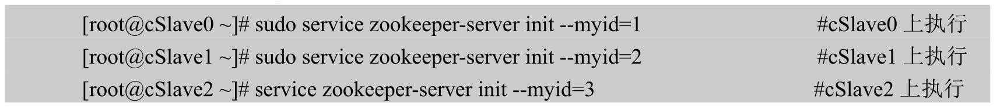 [root@cSlave0 ~]# sudo service zookeeper-server init --myid=1 #cSlave0 上执行
[root@cSlave1 ~]# sudo service zookeeper-server init --myid=2 #cSlave1 上执行
[root@cSlave2 ~]# service zookeeper-server init --myid=3 #cSlave2 上执行